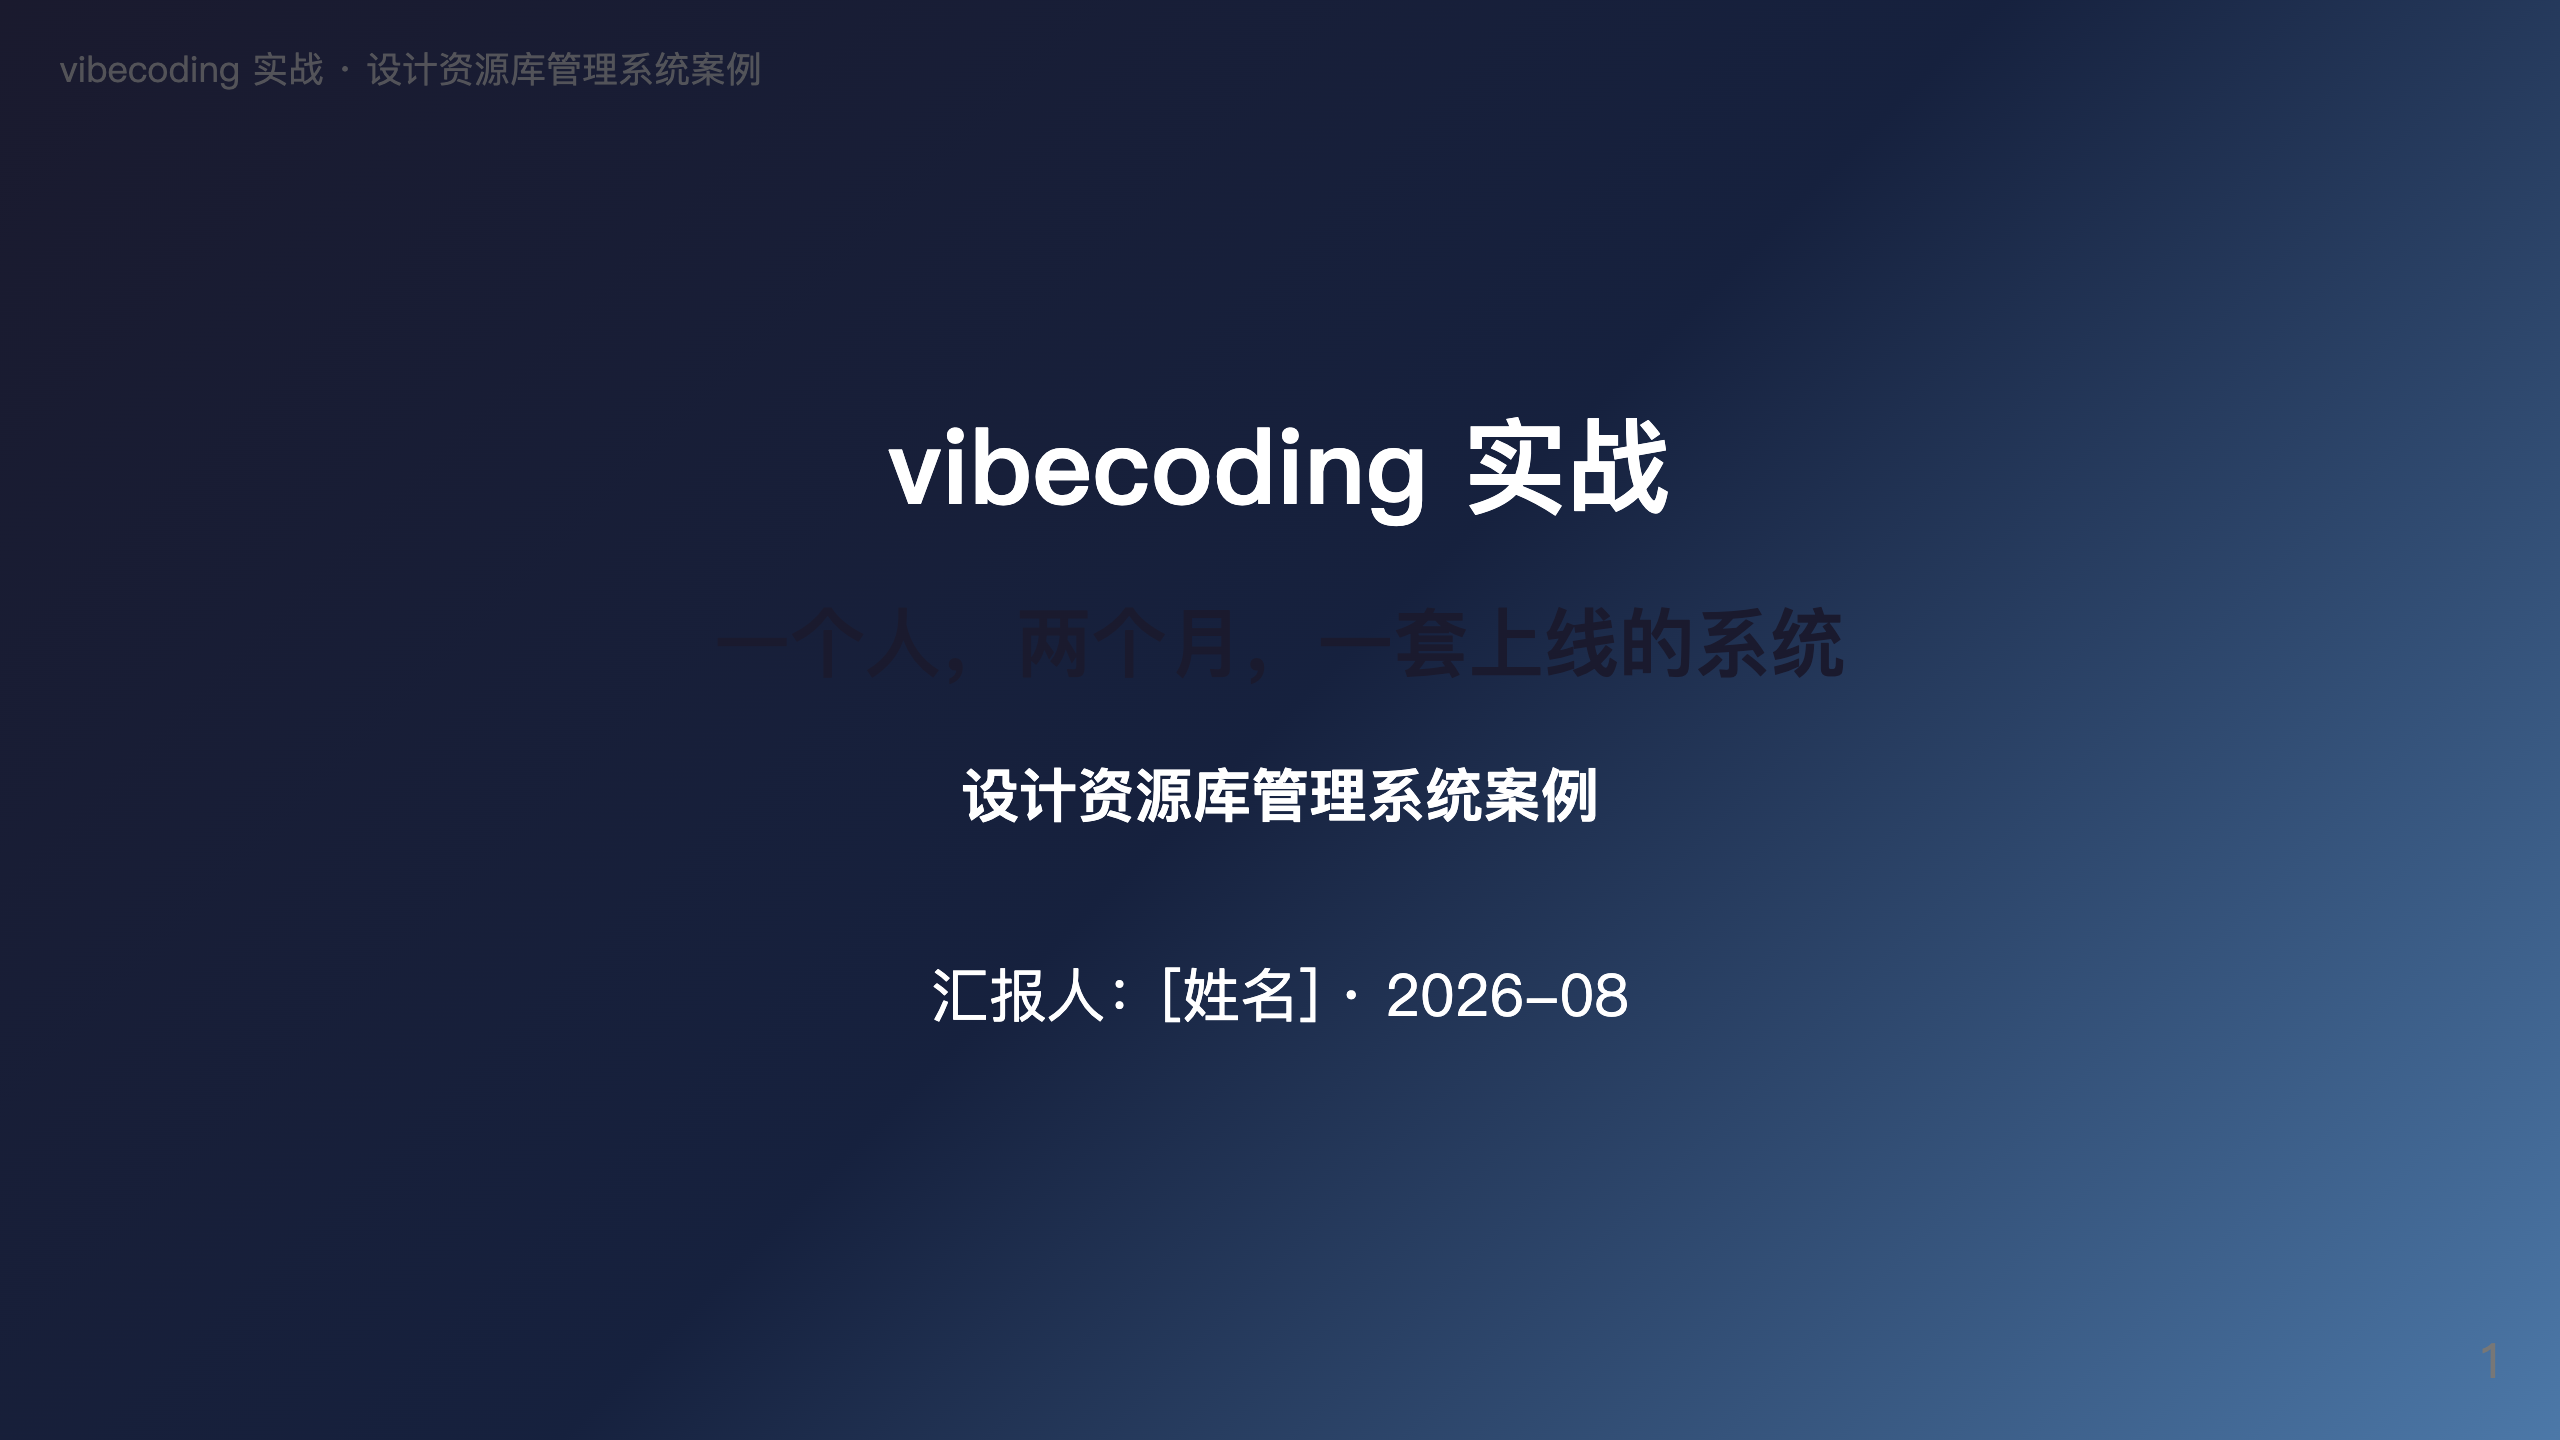 vibecoding 实战 · 设计资源库管理系统案例
vibecoding 实战
一个人，两个月，一套上线的系统
设计资源库管理系统案例
汇报人：[姓名] · 2026-08
1